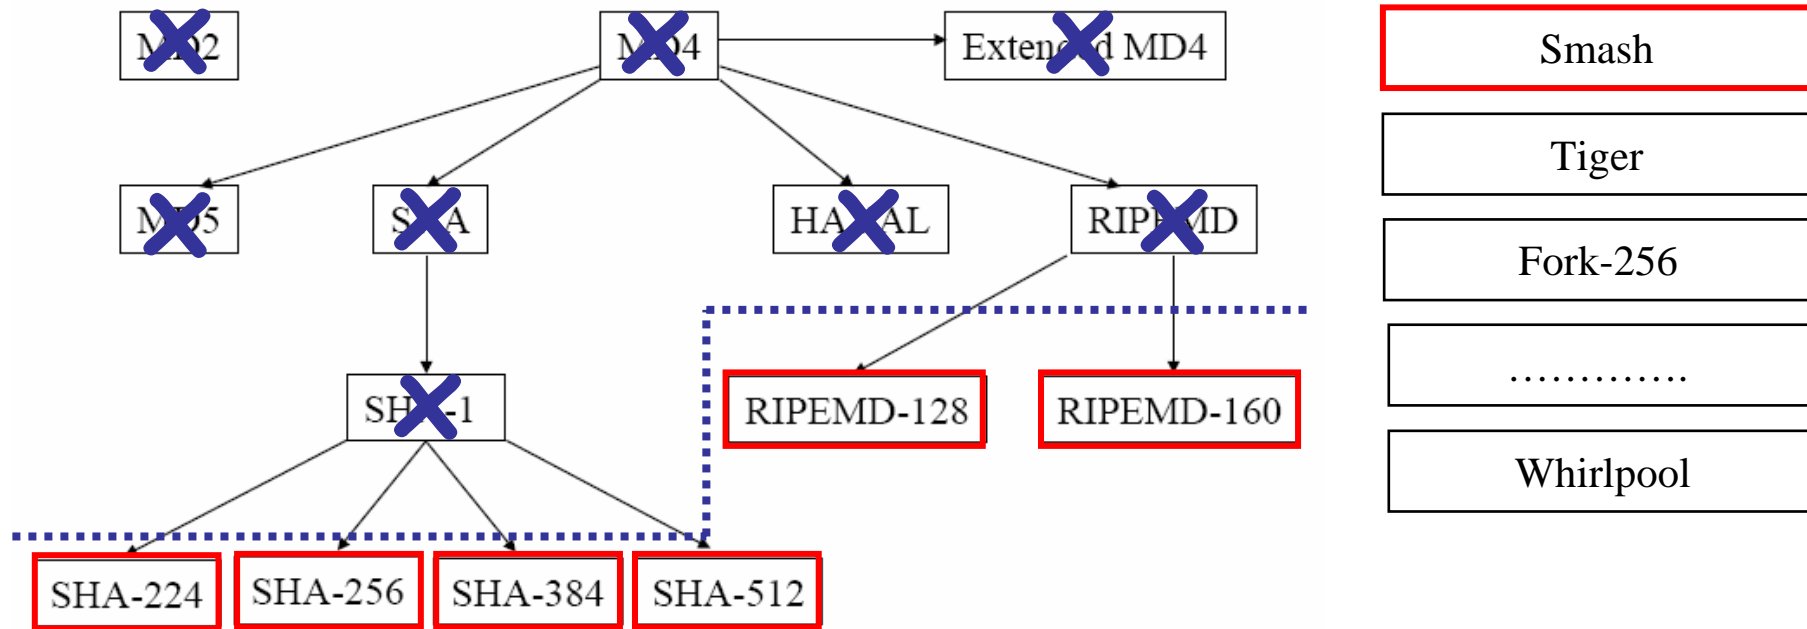 MD2
MD4
Extended MD4
Smash
Tiger
MD5
SHA
HAVAL
RIPEMD
Fork-256
………….
SHA-1
RIPEMD-128
RIPEMD-160
Whirlpool
SHA-224
SHA-256
SHA-384
SHA-512